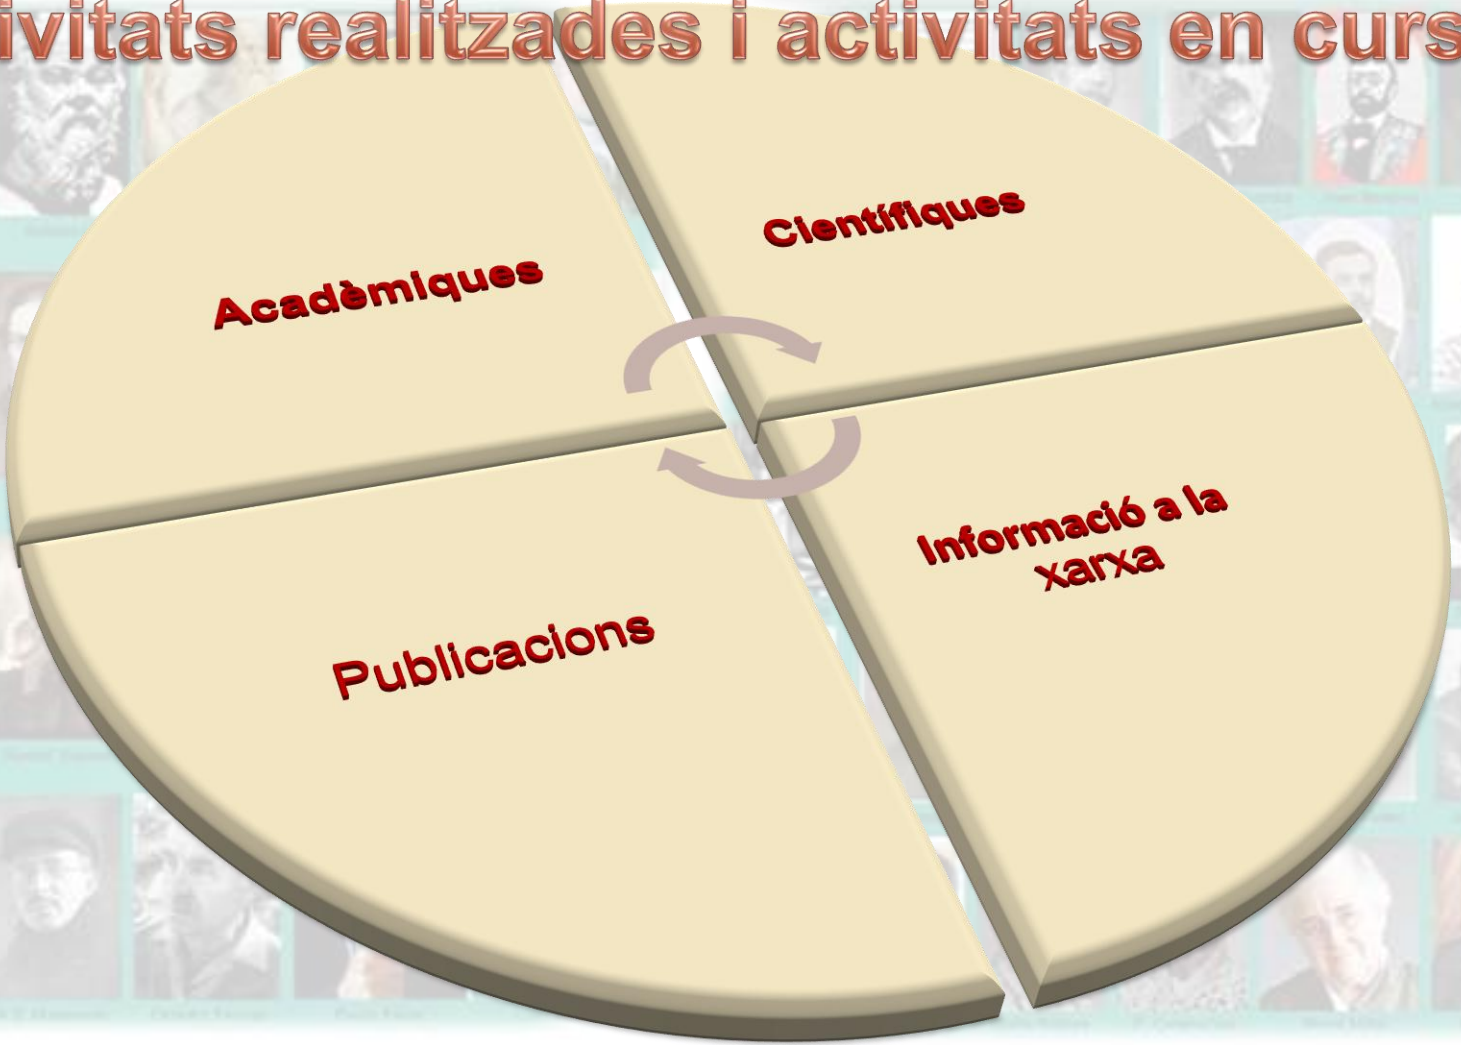 ivitats realitzades i activitats en curs
Científiques
Acadèmiques
Informació a la
xarxa
Publicacions